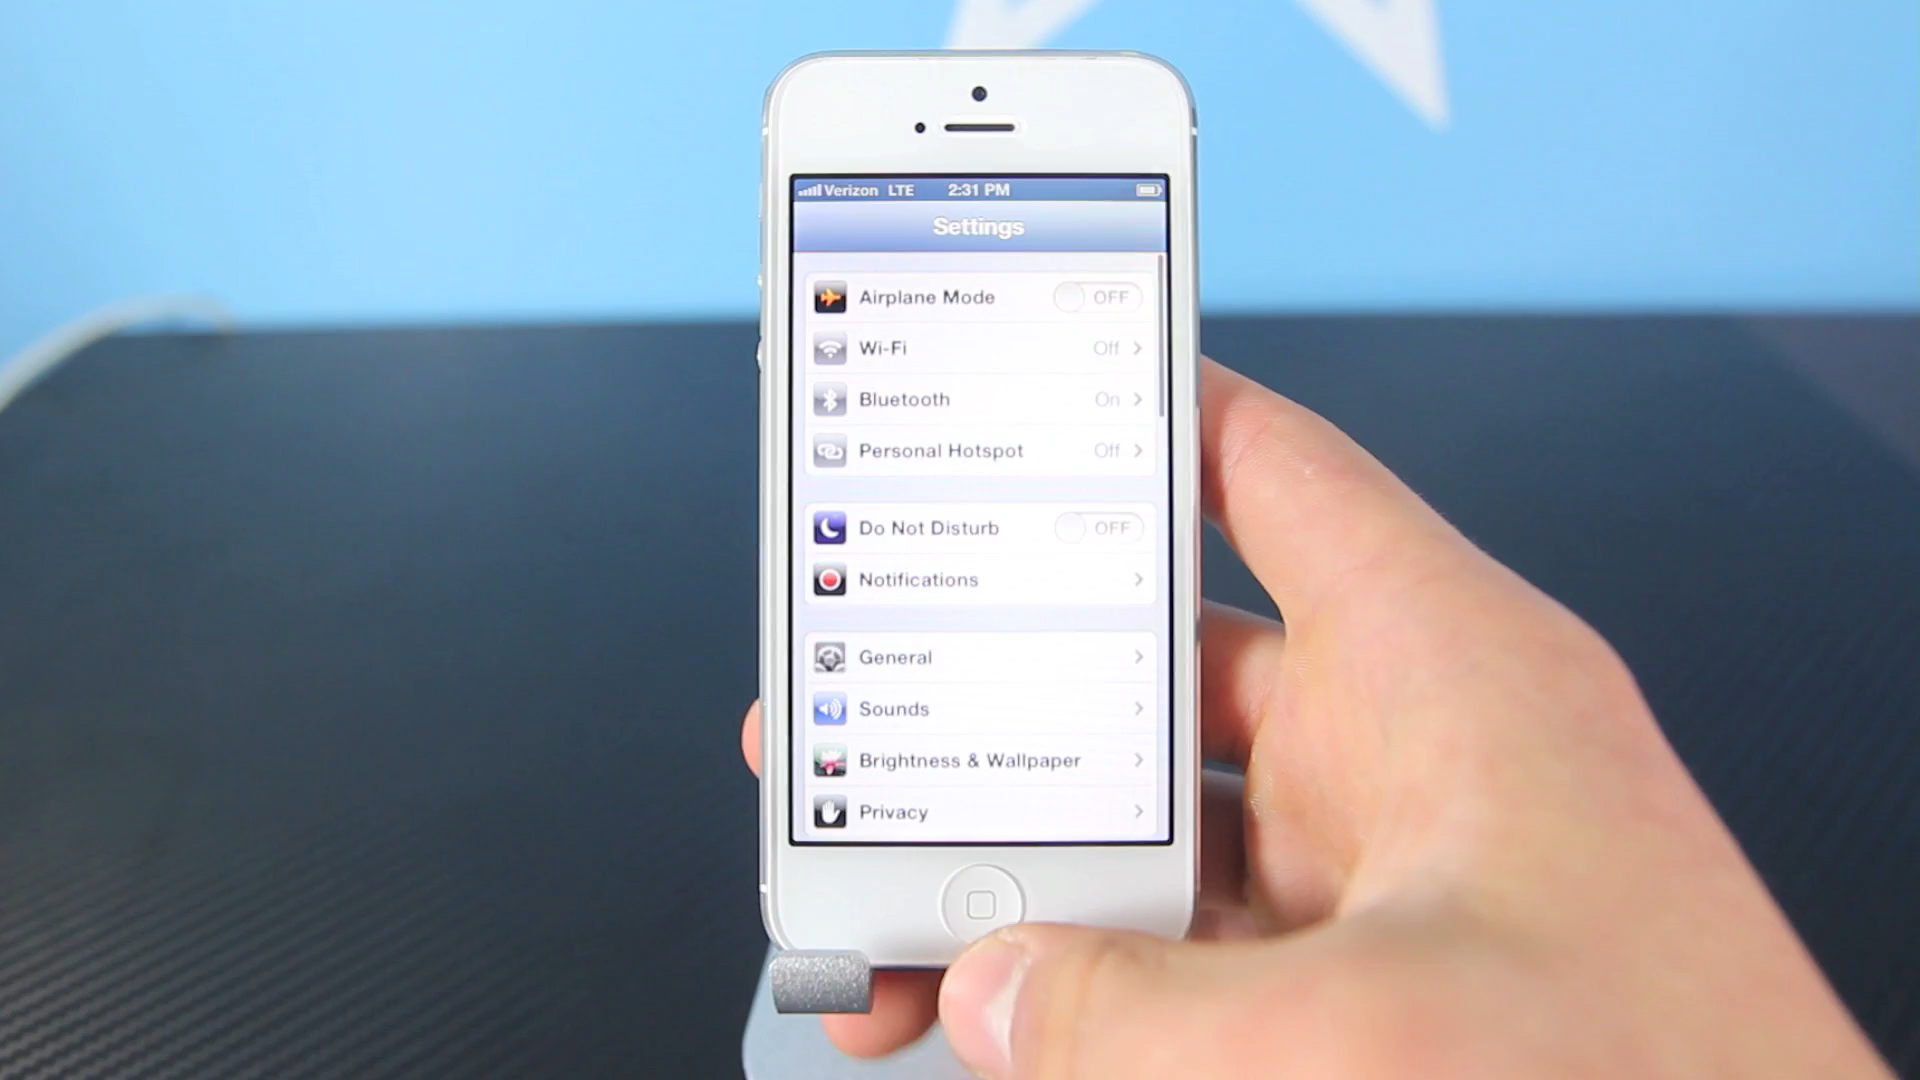 Verizon LTE 2:31 PM
Settings
Airplane Mode OFF
Wi-Fi Off
Bluetooth On
Personal Hotspot Off
Do Not Disturb OFF
Notifications
General
Sounds
Brightness & Wallpaper
Privacy